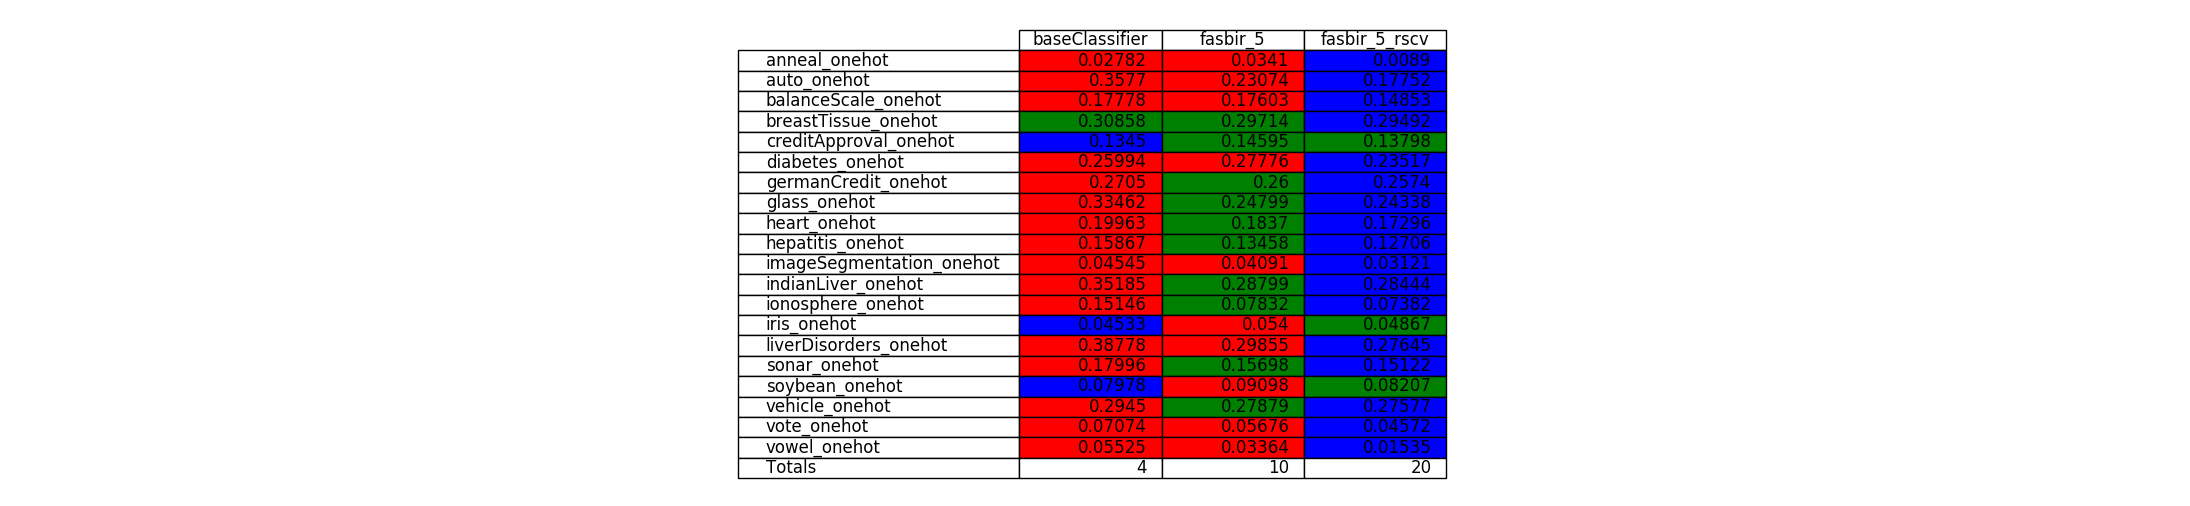 baseClassifier fasbir_5 fasbir_5_rscv
anneal_onehot 0.02782 0.0341 0.0089
auto_onehot 0.3577 0.23074 0.17752
balanceScale_onehot 0.17778 0.17603 0.14853
breastTissue_onehot 0.30858 0.29714 0.29492
creditApproval_onehot 0.1345 0.14595 0.13798
diabetes_onehot 0.25994 0.27776 0.23517
germanCredit_onehot 0.2705 0.26 0.2574
glass_onehot 0.33462 0.24799 0.24338
heart_onehot 0.19963 0.1837 0.17296
hepatitis_onehot 0.15867 0.13458 0.12706
imageSegmentation_onehot 0.04545 0.04091 0.03121
indianLiver_onehot 0.35185 0.28799 0.28444
ionosphere_onehot 0.15146 0.07832 0.07382
iris_onehot 0.04533 0.054 0.04867
liverDisorders_onehot 0.38778 0.29855 0.27645
sonar_onehot 0.17996 0.15698 0.15122
soybean_onehot 0.07978 0.09098 0.08207
vehicle_onehot 0.2945 0.27879 0.27577
vote_onehot 0.07074 0.05676 0.04572
vowel_onehot 0.05525 0.03364 0.01535
Totals 4 10 20